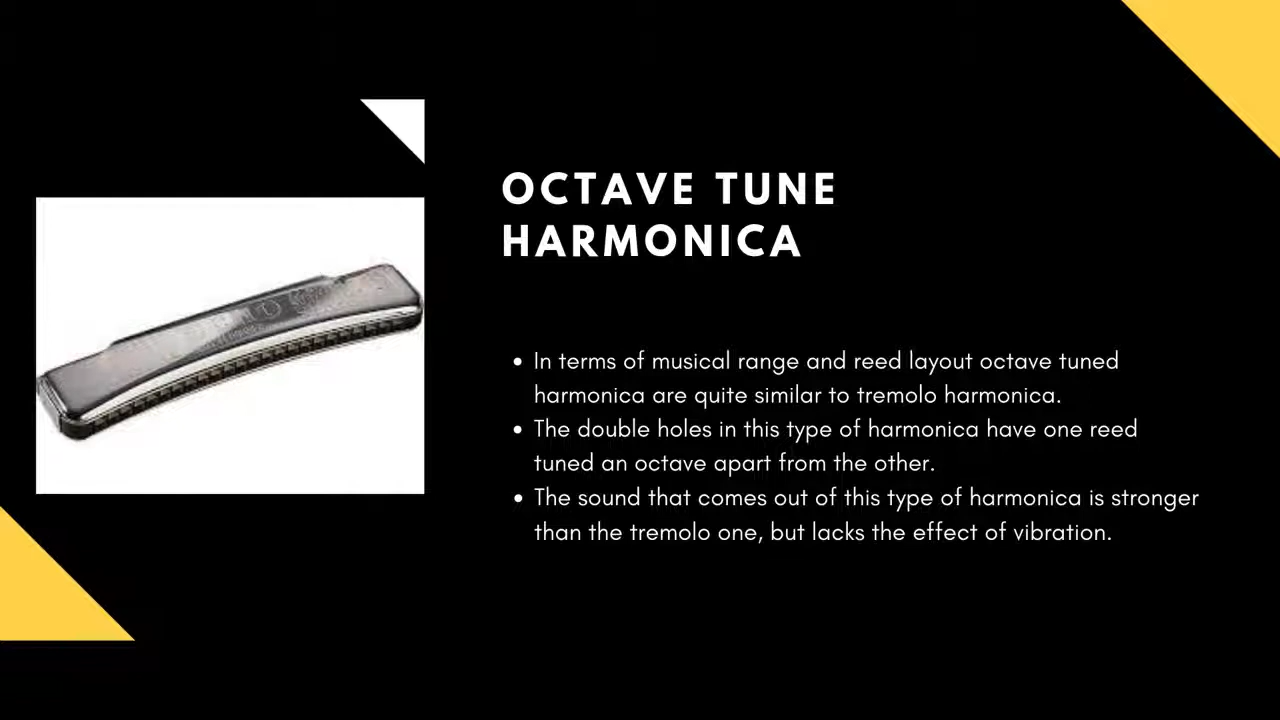 OCTAVE TUNE
HARMONICA
• In terms of musical range and reed layout octave tuned
harmonica are quite similar to tremolo harmonica.
• The double holes in this type of harmonica have one reed
tuned an octave apart from the other.
• The sound that comes out of this type of harmonica is stronger
than the tremolo one, but lacks the effect of vibration.